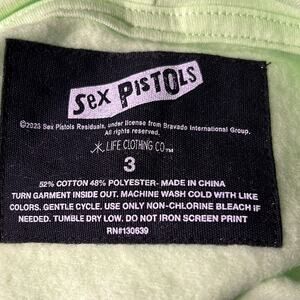 Sex PISTOLS
©2023 Sex Pistols Residuals, under license from Bravado International Group.
All rights reserved.
LIFE CLOTHING CO™
3
52% COTTON 48% POLYESTER- MADE IN CHINA
TURN GARMENT INSIDE OUT. MACHINE WASH COLD WITH LIKE
COLORS. GENTLE CYCLE. USE ONLY NON-CHLORINE BLEACH IF
NEEDED. TUMBLE DRY LOW. DO NOT IRON SCREEN PRINT
RN#130639